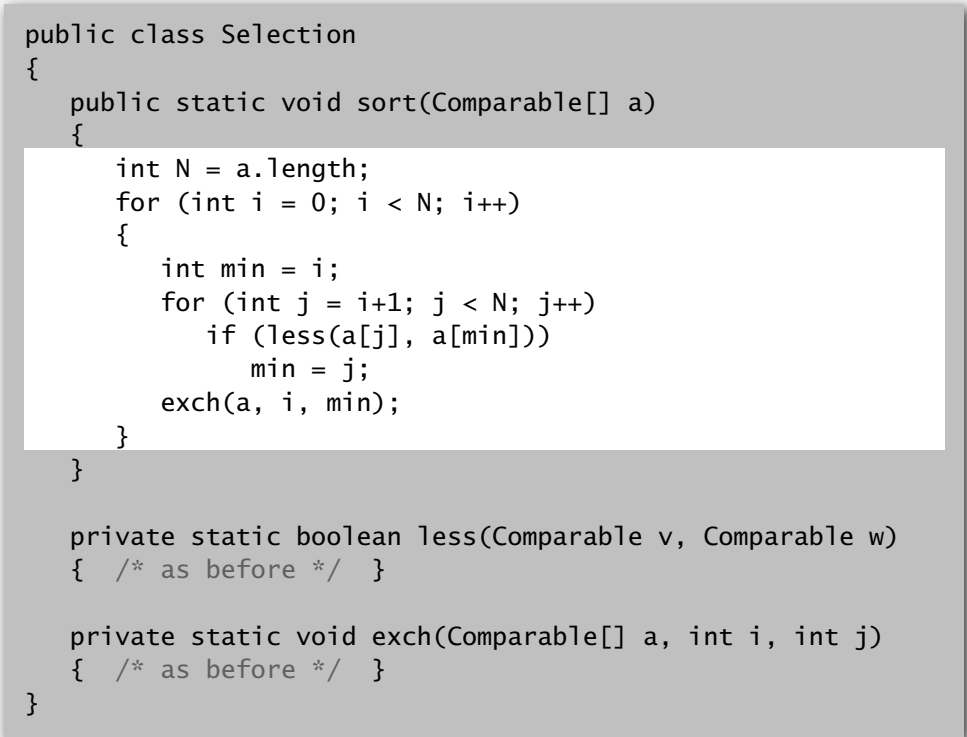 public class Selection
{
   public static void sort(Comparable[] a)
   {
      int N = a.length;
      for (int i = 0; i < N; i++)
      {
         int min = i;
         for (int j = i+1; j < N; j++)
            if (less(a[j], a[min]))
               min = j;
         exch(a, i, min);
      }
   }
   private static boolean less(Comparable v, Comparable w)
   {  /* as before */  }
   private static void exch(Comparable[] a, int i, int j)
   {  /* as before */  }
}